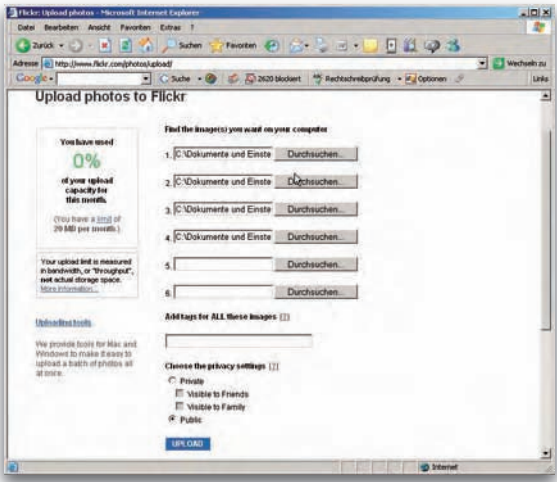 Flickr: Upload photos - Microsoft Internet Explorer
Datei Bearbeiten Ansicht Favoriten Extras ?
Zurück Suchen Favoriten
Adresse http://www.flickr.com/photos/upload/ Wechseln zu
Google Suche 2620 blockiert Rechtschreibprüfung Optionen Links
Upload photos to Flickr
You have used
0%
of your upload
capacity for
this month.
(You have a limit of
20 MB per month.)
Your upload limit is measured
in bandwidth, or "throughput",
not actual storage space.
More information...
Uploading tools
We provide tools for Mac and
Windows to make it easy to
upload a batch of photos all
at once.
Find the image(s) you want on your computer
1. C:\Dokumente und Einste Durchsuchen...
2. C:\Dokumente und Einste Durchsuchen...
3. C:\Dokumente und Einste Durchsuchen...
4. C:\Dokumente und Einste Durchsuchen...
5. Durchsuchen...
6. Durchsuchen...
Add tags for ALL these images [?]
Choose the privacy settings [?]
Private
Visible to Friends
Visible to Family
Public
UPLOAD
Internet